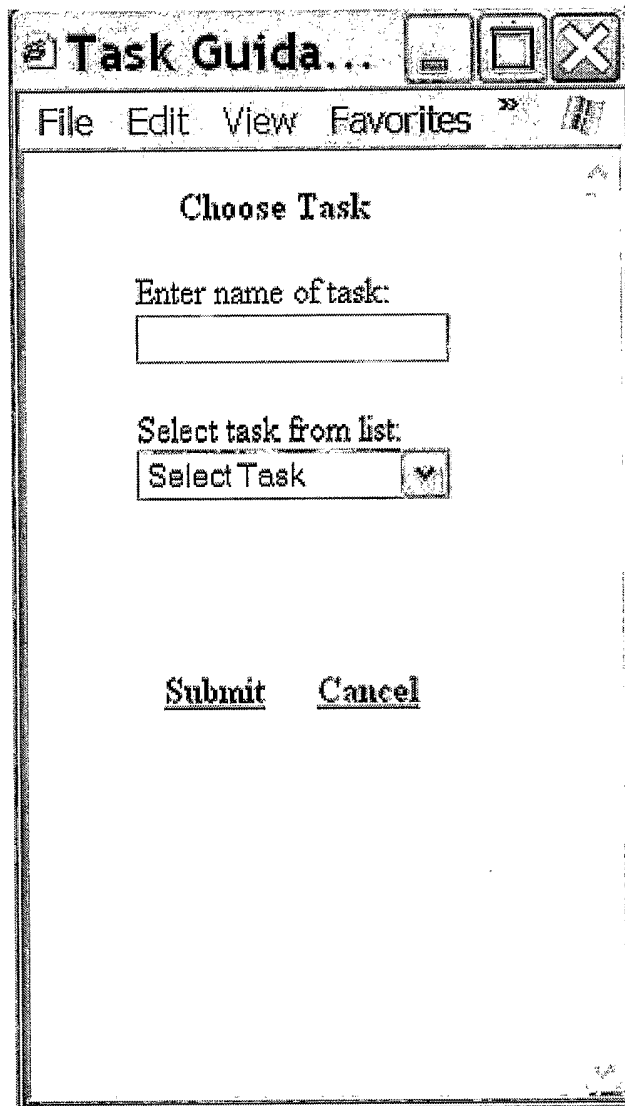 Task Guida...
File Edit View Favorites »
Choose Task
Enter name of task:
Select task from list:
Select Task
Submit Cancel